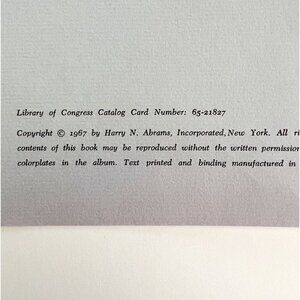 Library of Congress Catalog Card Number: 65-21827
Copyright © 1967 by Harry N. Abrams, Incorporated, New York. All ri
contents of this book may be reproduced without the written permission
colorplates in the album. Text printed and binding manufactured in